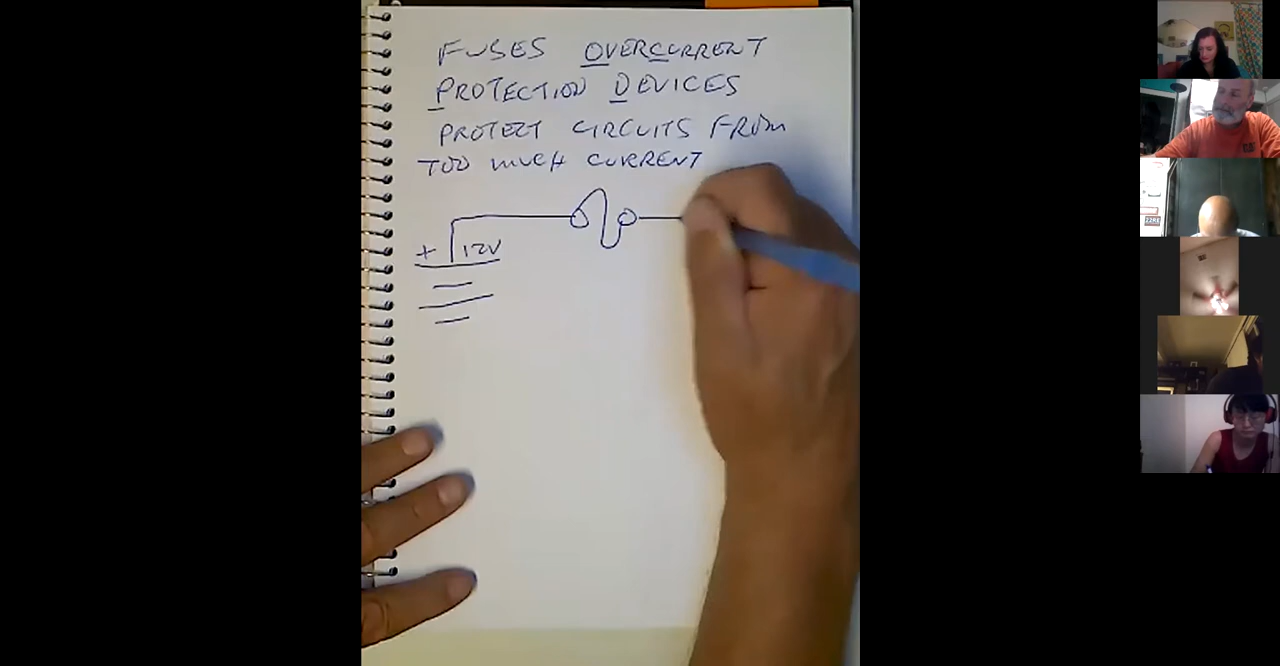 FUSES OVERCURRENT
PROTECTION DEVICES
PROTECT CIRCUITS FROM
TOO MUCH CURRENT
+ 12V